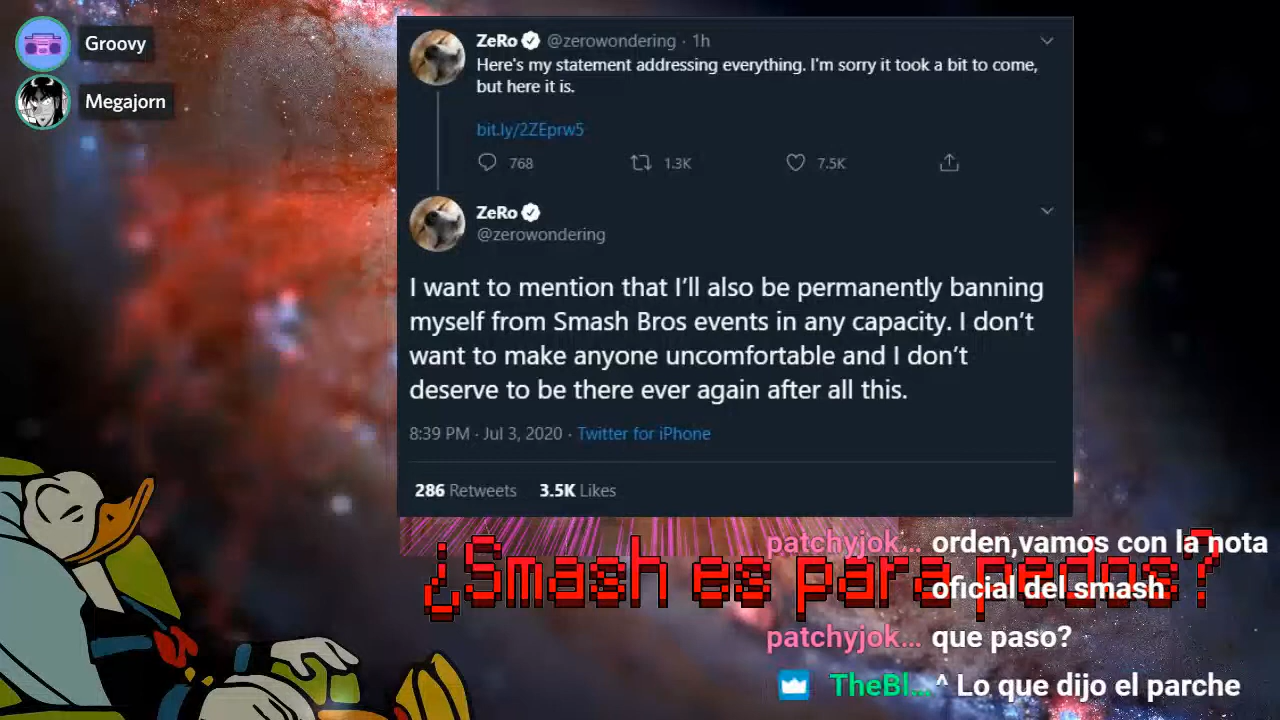 Groovy
Megajorn
ZeRo @zerowondering · 1h
Here's my statement addressing everything. I'm sorry it took a bit to come,
but here it is.
bit.ly/2ZEprw5
768 1.3K 7.5K
ZeRo
@zerowondering
I want to mention that I’ll also be permanently banning
myself from Smash Bros events in any capacity. I don’t
want to make anyone uncomfortable and I don’t
deserve to be there ever again after all this.
8:39 PM · Jul 3, 2020 · Twitter for iPhone
286 Retweets 3.5K Likes
¿Smash es para pedos?
patchyjok... orden,vamos con la nota
oficial del smash
patchyjok... que paso?
TheBl... ^ Lo que dijo el parche